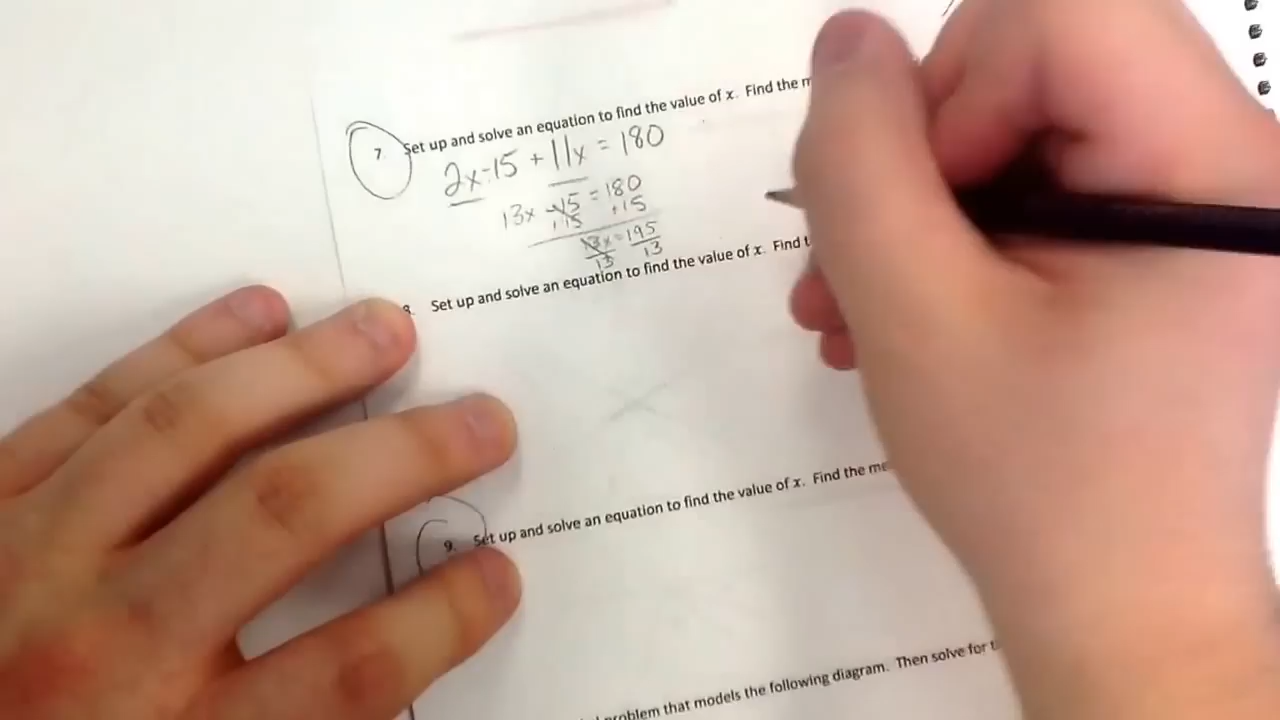 7. Set up and solve an equation to find the value of x. Find the
2x-15 + 11x = 180
13x -15 = 180
+15 +15
13x = 195
13 13
8. Set up and solve an equation to find the value of x. Find
9. Set up and solve an equation to find the value of x. Find the
problem that models the following diagram. Then solve for